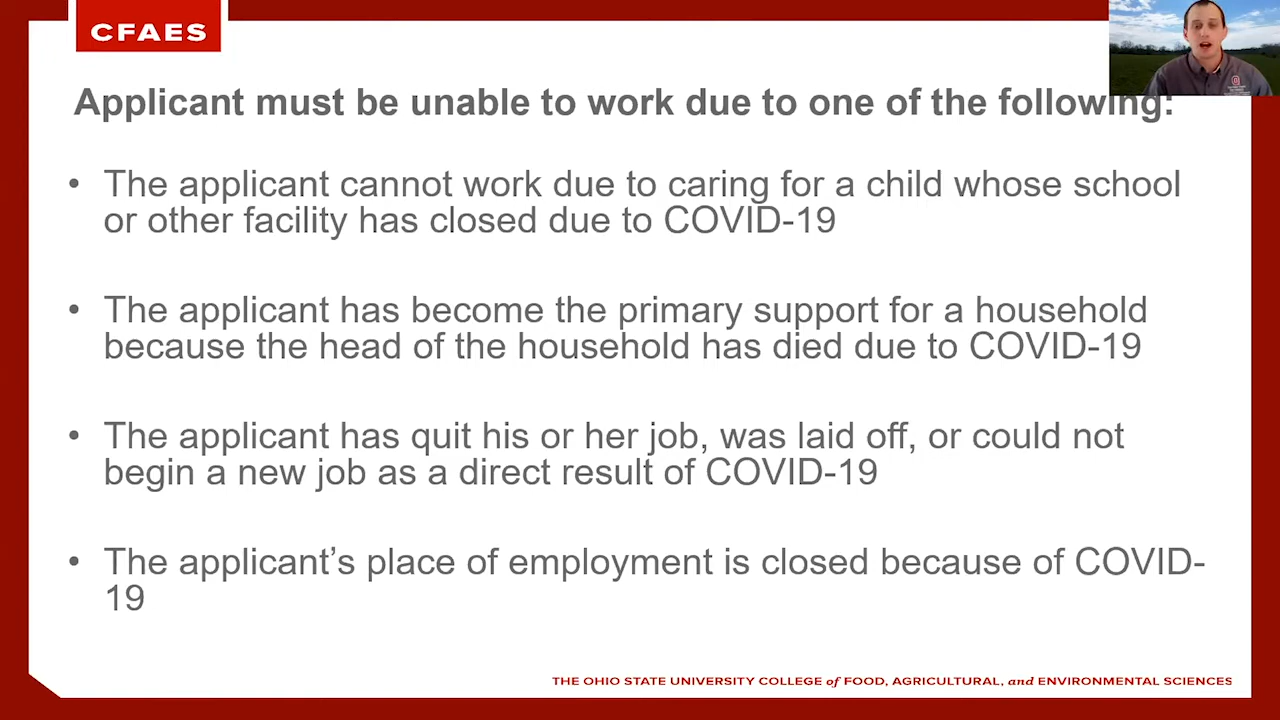 CFAES
Applicant must be unable to work due to one of the following:
• The applicant cannot work due to caring for a child whose school
or other facility has closed due to COVID-19
• The applicant has become the primary support for a household
because the head of the household has died due to COVID-19
• The applicant has quit his or her job, was laid off, or could not
begin a new job as a direct result of COVID-19
• The applicant’s place of employment is closed because of COVID-
19
THE OHIO STATE UNIVERSITY COLLEGE of FOOD, AGRICULTURAL, and ENVIRONMENTAL SCIENCES